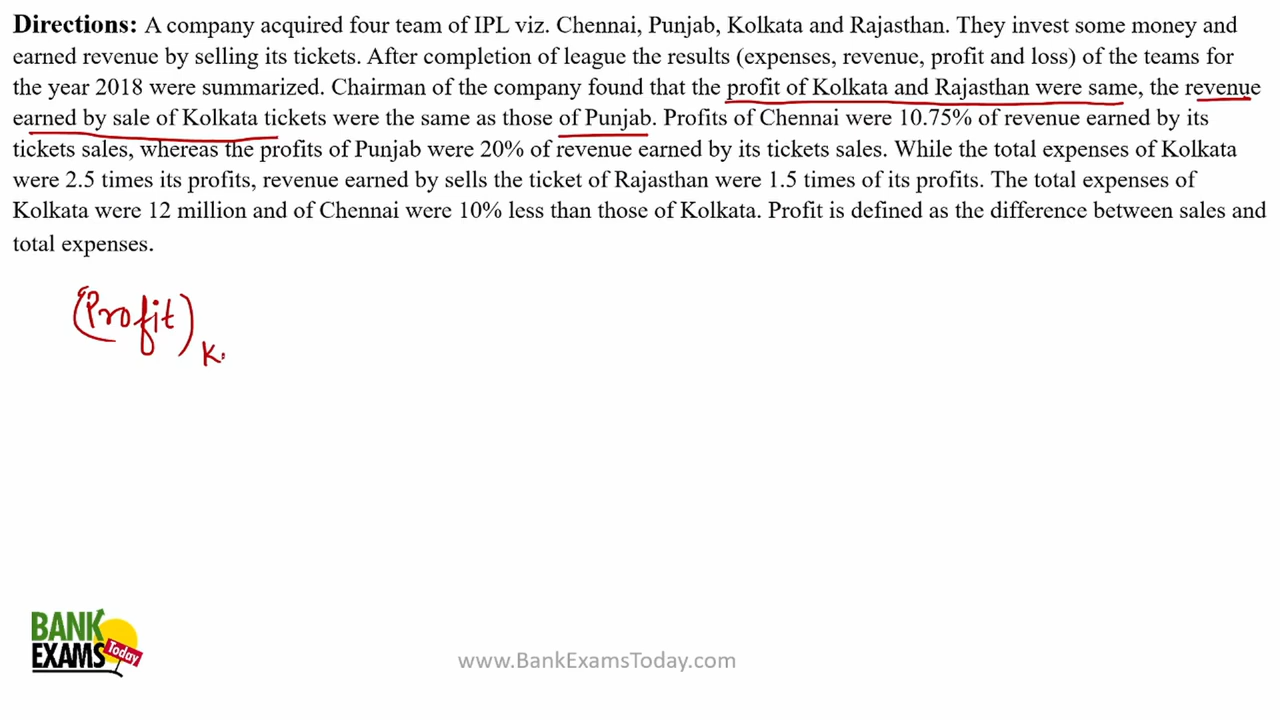 Directions: A company acquired four team of IPL viz. Chennai, Punjab, Kolkata and Rajasthan. They invest some money and
earned revenue by selling its tickets. After completion of league the results (expenses, revenue, profit and loss) of the teams for
the year 2018 were summarized. Chairman of the company found that the profit of Kolkata and Rajasthan were same, the revenue
earned by sale of Kolkata tickets were the same as those of Punjab. Profits of Chennai were 10.75% of revenue earned by its
tickets sales, whereas the profits of Punjab were 20% of revenue earned by its tickets sales. While the total expenses of Kolkata
were 2.5 times its profits, revenue earned by sells the ticket of Rajasthan were 1.5 times of its profits. The total expenses of
Kolkata were 12 million and of Chennai were 10% less than those of Kolkata. Profit is defined as the difference between sales and
total expenses.
(Profit)K.
BANK
EXAMS
Today
www.BankExamsToday.com